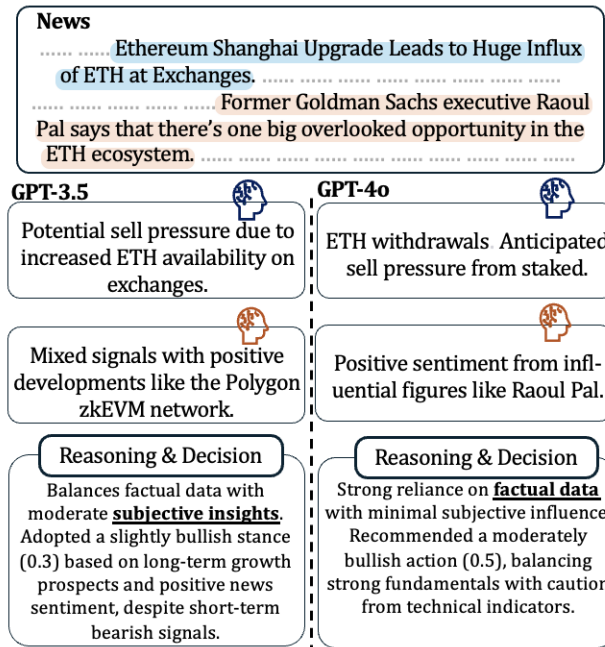 News
...... ...... Ethereum Shanghai Upgrade Leads to Huge Influx
of ETH at Exchanges. ...... ...... ...... ...... ...... ...... ......
...... ...... ...... ...... Former Goldman Sachs executive Raoul
Pal says that there's one big overlooked opportunity in the
ETH ecosystem. ...... ...... ...... ...... ...... ...... ...... ......
GPT-3.5
Potential sell pressure due to
increased ETH availability on
exchanges.
Mixed signals with positive
developments like the Polygon
zkEVM network.
Reasoning & Decision
Balances factual data with
moderate subjective insights.
Adopted a slightly bullish stance
(0.3) based on long-term growth
prospects and positive news
sentiment, despite short-term
bearish signals.
GPT-4o
ETH withdrawals. Anticipated
sell pressure from staked.
Positive sentiment from infl-
uential figures like Raoul Pal.
Reasoning & Decision
Strong reliance on factual data
with minimal subjective influence
Recommended a moderately
bullish action (0.5), balancing
strong fundamentals with caution
from technical indicators.